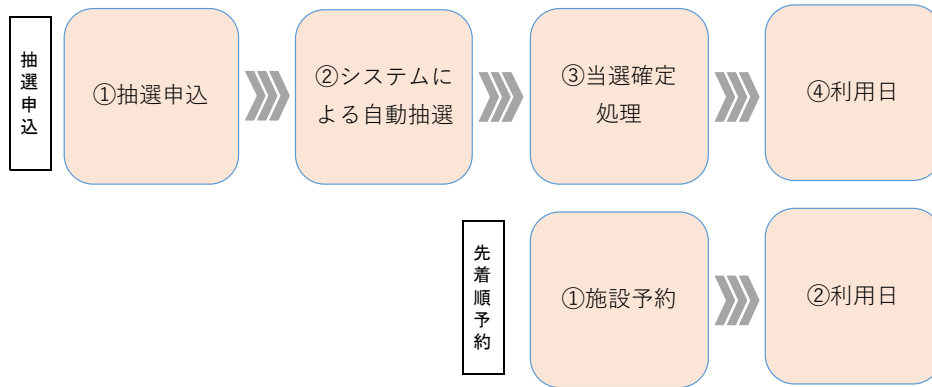 抽選申込
①抽選申込
②システムに
よる自動抽選
③当選確定
処理
④利用日
先着順予約
①施設予約
②利用日